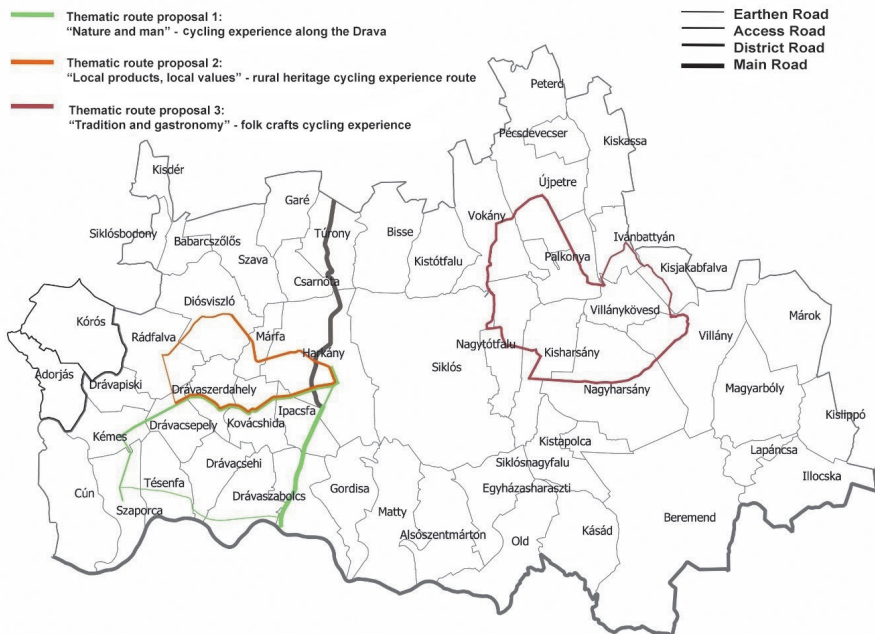 Thematic route proposal 1:
“Nature and man” - cycling experience along the Drava
Thematic route proposal 2:
“Local products, local values” - rural heritage cycling experience route
Thematic route proposal 3:
“Tradition and gastronomy” - folk crafts cycling experience
Earthen Road
Access Road
District Road
Main Road
Peterd
Pécsdevecser
Kiskassa
Kisdér
Újpetre
Garé
Vokány
Siklósbodony
Túrony
Bisse
Ivánbattyán
Babarcszőlős
Szava
Kistótfalu
Palkonya
Kisjakabfalva
Csarnóta
Diósviszló
Villánykövesd
Kórós
Rádfalva
Márfa
Villány
Márok
Harkány
Nagytótfalu
Kisharsány
Siklós
Adorjás
Drávapiski
Drávaszerdahely
Nagyharsány
Magyarbóly
Ipacsfa
Kislippó
Drávacsepely
Kovácshida
Kémes
Kistapolca
Lapáncsa
Drávacsehi
Siklósnagyfalu
Illocska
Tésenfa
Cún
Drávaszabolcs
Gordisa
Egyházasharaszti
Szaporca
Matty
Beremend
Alsószentmárton
Old
Kásád